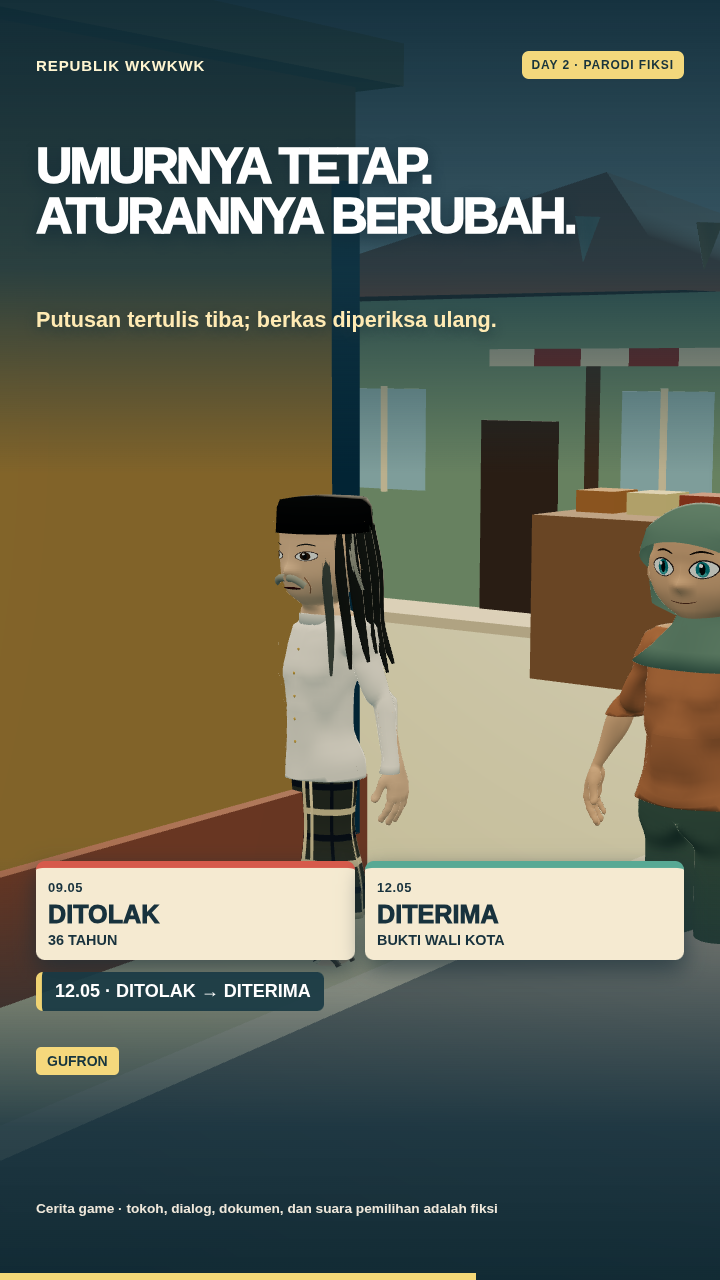 REPUBLIK WKWKWK
DAY 2 · PARODI FIKSI
UMURNYA TETAP.
ATURANNYA BERUBAH.
Putusan tertulis tiba; berkas diperiksa ulang.
09.05
DITOLAK
36 TAHUN
12.05
DITERIMA
BUKTI WALI KOTA
12.05 · DITOLAK → DITERIMA
GUFRON
Cerita game · tokoh, dialog, dokumen, dan suara pemilihan adalah fiksi